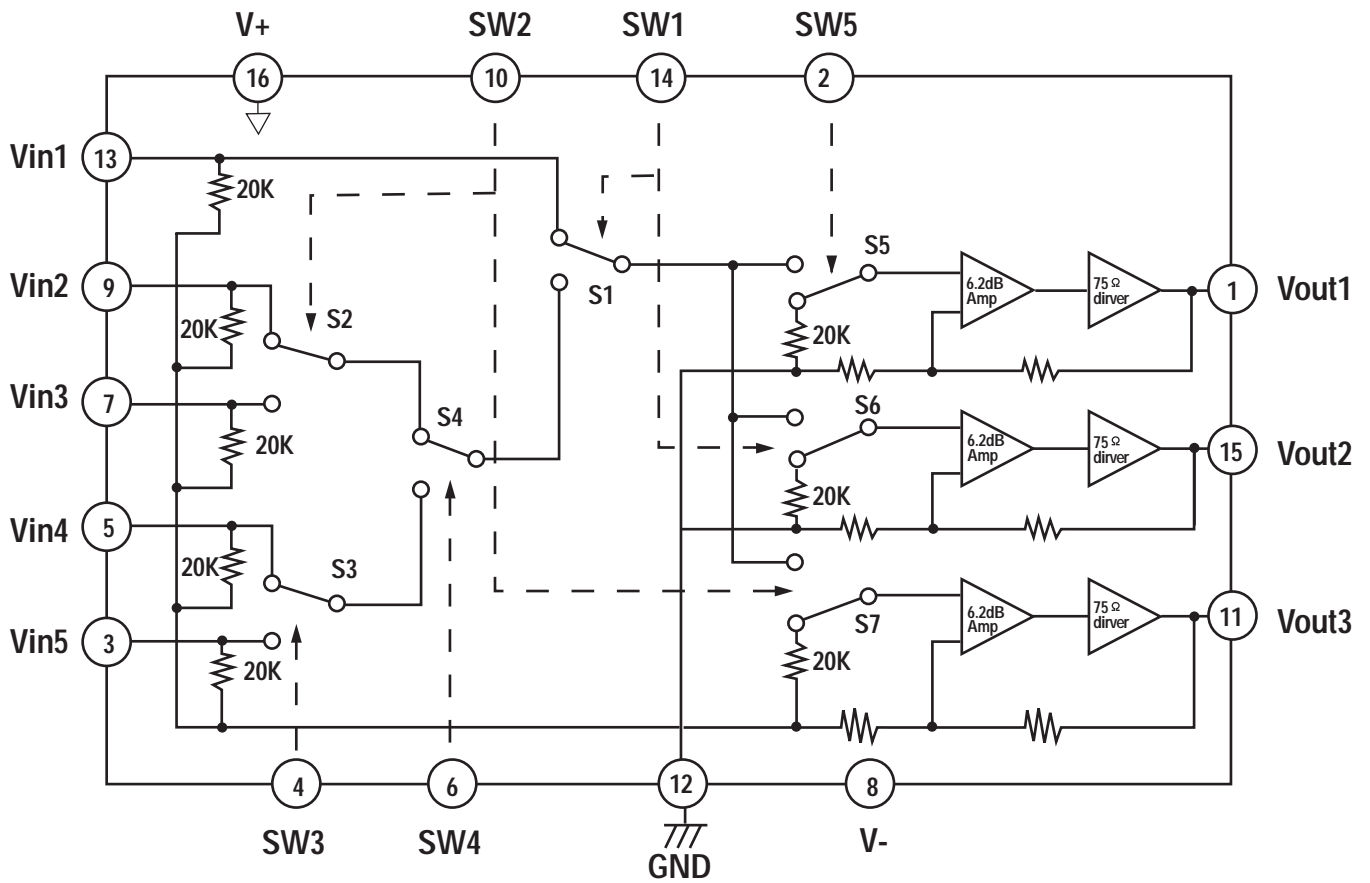 V+
SW2
SW1
SW5
16
10
14
2
Vin1
13
20K
Vin2
9
20K
S2
S1
S5
6.2dB
Amp
75 Ω
dirver
1
Vout1
20K
Vin3
7
20K
S4
S6
6.2dB
Amp
75 Ω
dirver
15
Vout2
20K
Vin4
5
20K
S3
Vin5
3
20K
S7
6.2dB
Amp
75 Ω
dirver
11
Vout3
20K
4
6
12
8
SW3
SW4
GND
V-